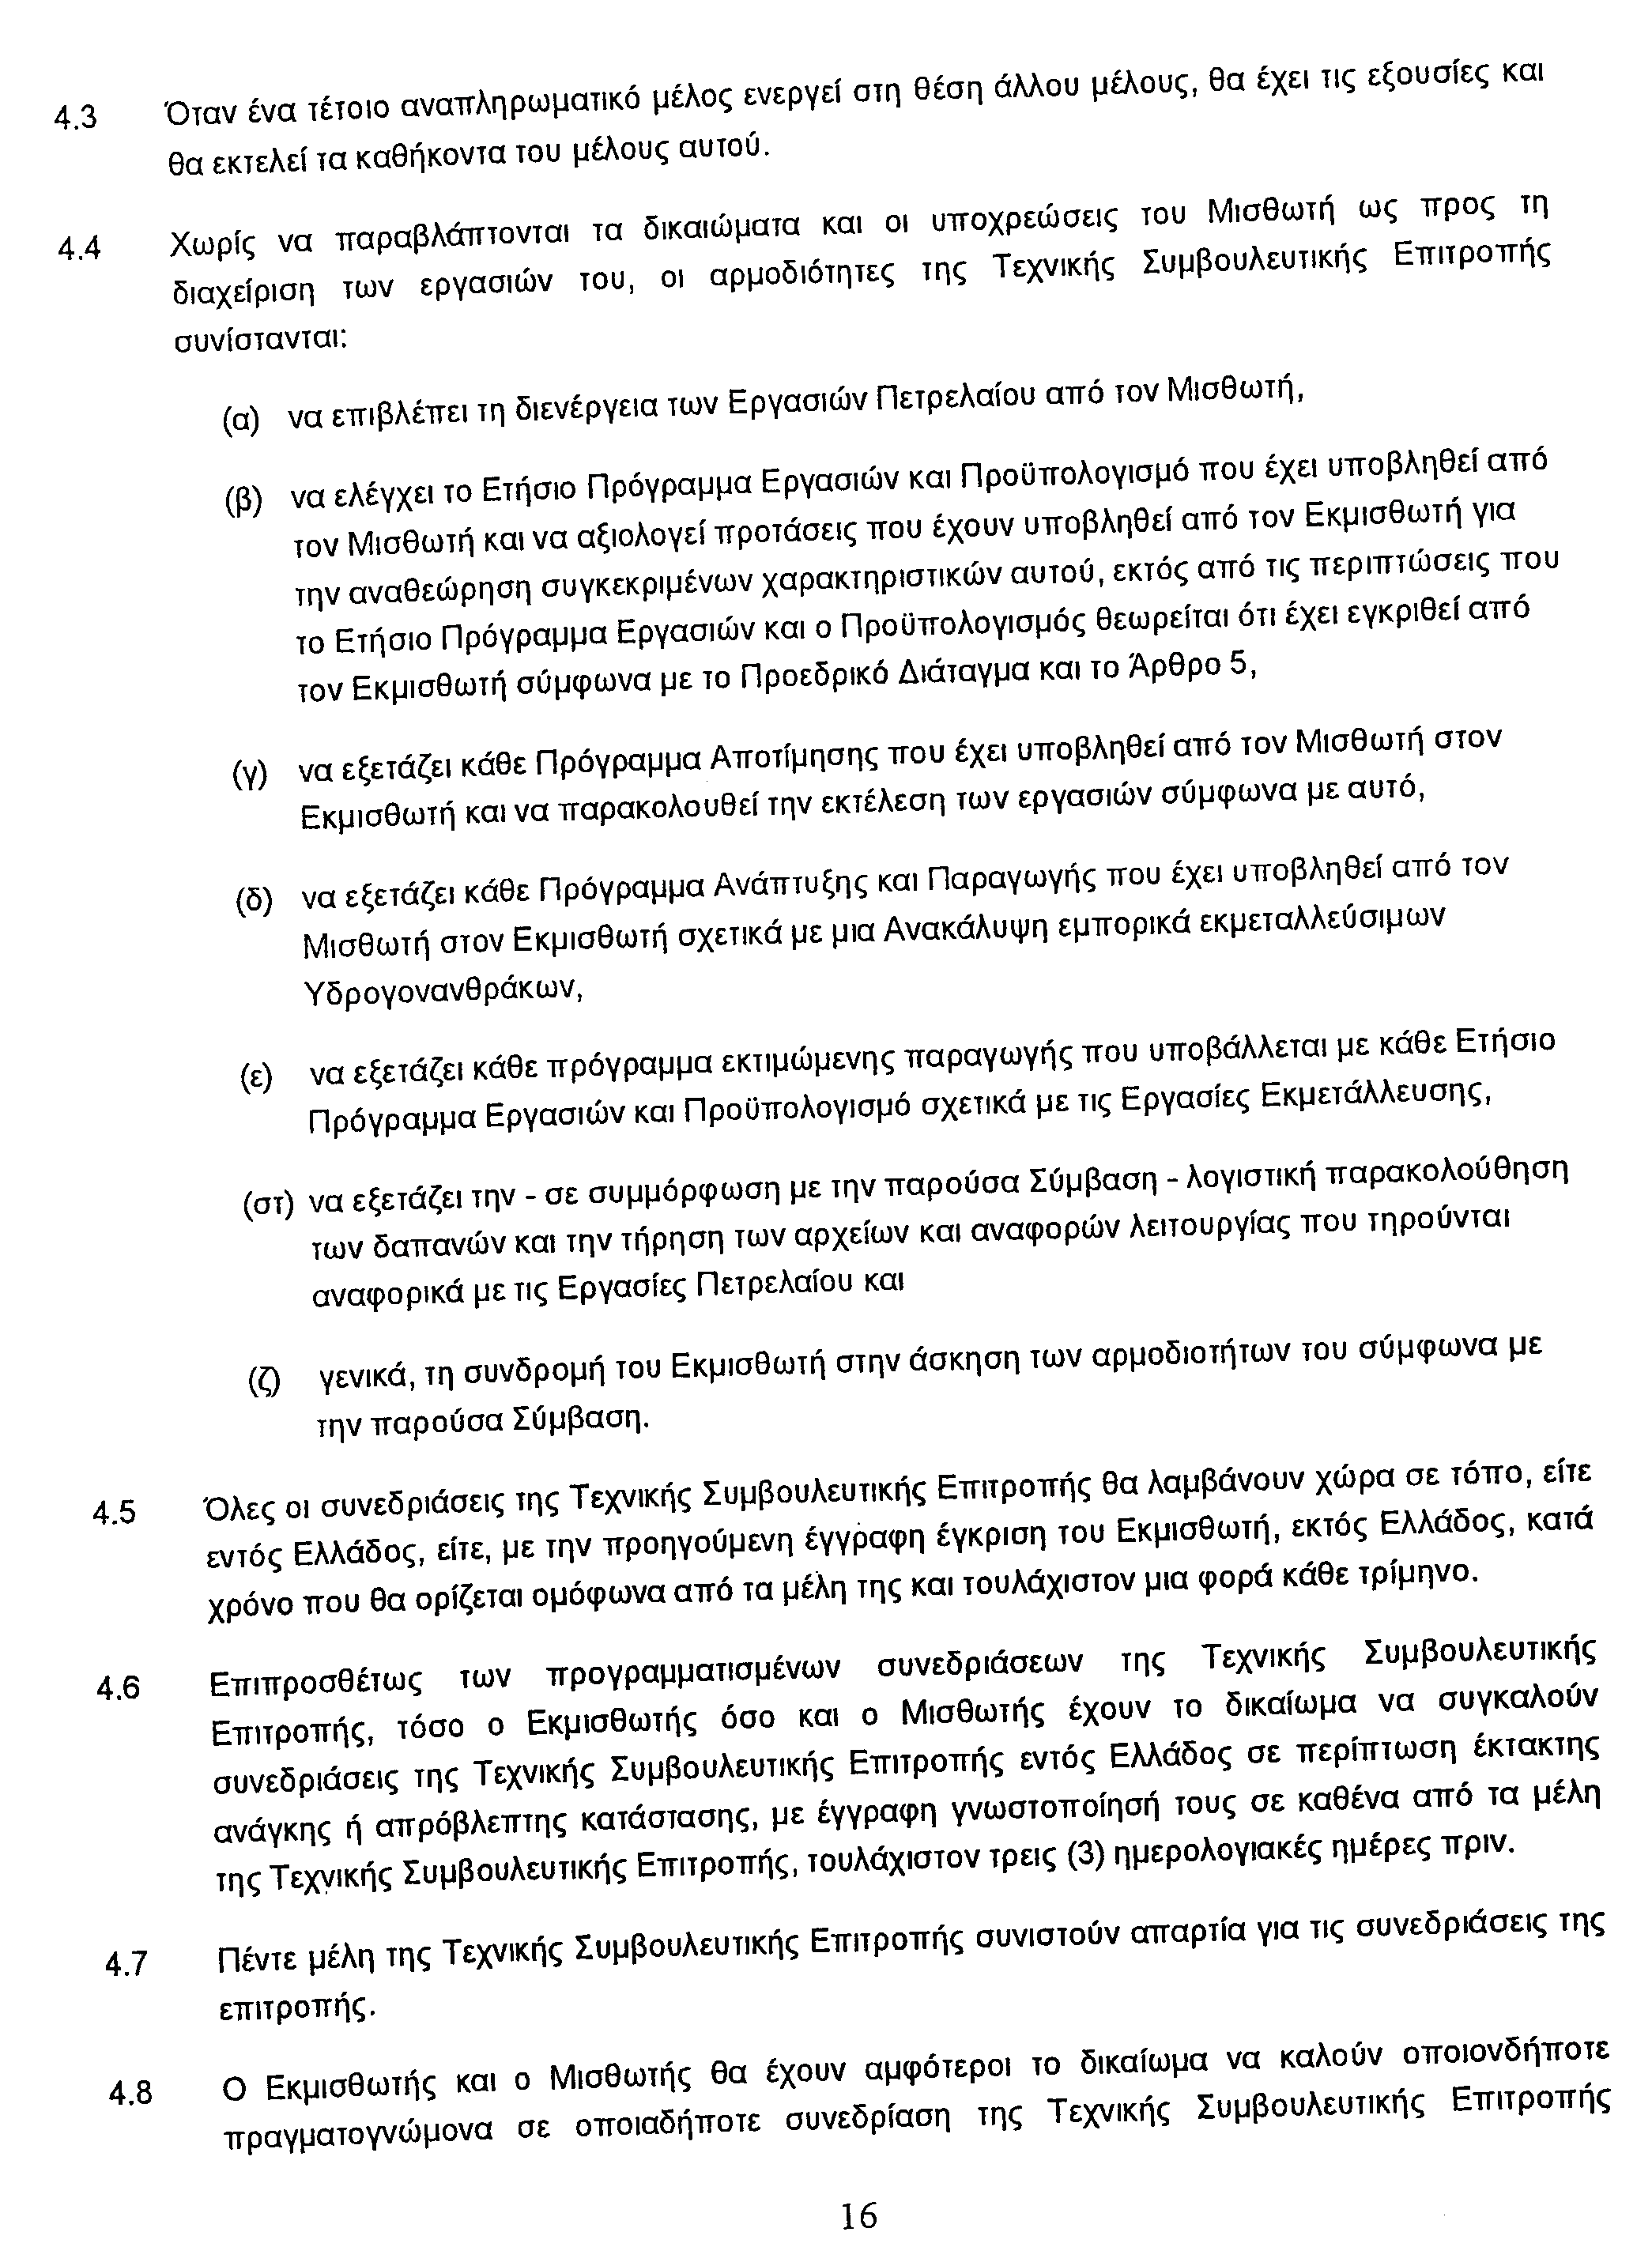 4.3 Όταν ένα τέτοιο αναπληρωματικό μέλος ενεργεί στη θέση άλλου μέλους, θα έχει τις εξουσίες και
θα εκτελεί τα καθήκοντα του μέλους αυτού.
4.4 Χωρίς να παραβλάπτονται τα δικαιώματα και οι υποχρεώσεις του Μισθωτή ως προς τη
διαχείριση των εργασιών του, οι αρμοδιότητες της Τεχνικής Συμβουλευτικής Επιτροπής
συνίστανται:
(α) να επιβλέπει τη διενέργεια των Εργασιών Πετρελαίου από τον Μισθωτή,
(β) να ελέγχει το Ετήσιο Πρόγραμμα Εργασιών και Προϋπολογισμό που έχει υποβληθεί από
τον Μισθωτή και να αξιολογεί προτάσεις που έχουν υποβληθεί από τον Εκμισθωτή για
την αναθεώρηση συγκεκριμένων χαρακτηριστικών αυτού, εκτός από τις περιπτώσεις που
το Ετήσιο Πρόγραμμα Εργασιών και ο Προϋπολογισμός θεωρείται ότι έχει εγκριθεί από
τον Εκμισθωτή σύμφωνα με το Προεδρικό Διάταγμα και το Άρθρο 5,
(γ) να εξετάζει κάθε Πρόγραμμα Αποτίμησης που έχει υποβληθεί από τον Μισθωτή στον
Εκμισθωτή και να παρακολουθεί την εκτέλεση των εργασιών σύμφωνα με αυτό,
(δ) να εξετάζει κάθε Πρόγραμμα Ανάπτυξης και Παραγωγής που έχει υποβληθεί από τον
Μισθωτή στον Εκμισθωτή σχετικά με μια Ανακάλυψη εμπορικά εκμεταλλεύσιμων
Υδρογονανθράκων,
(ε) να εξετάζει κάθε πρόγραμμα εκτιμώμενης παραγωγής που υποβάλλεται με κάθε Ετήσιο
Πρόγραμμα Εργασιών και Προϋπολογισμό σχετικά με τις Εργασίες Εκμετάλλευσης,
(στ) να εξετάζει την - σε συμμόρφωση με την παρούσα Σύμβαση - λογιστική παρακολούθηση
των δαπανών και την τήρηση των αρχείων και αναφορών λειτουργίας που τηρούνται
αναφορικά με τις Εργασίες Πετρελαίου και
(ζ) γενικά, τη συνδρομή του Εκμισθωτή στην άσκηση των αρμοδιοτήτων του σύμφωνα με
την παρούσα Σύμβαση.
4.5 Όλες οι συνεδριάσεις της Τεχνικής Συμβουλευτικής Επιτροπής θα λαμβάνουν χώρα σε τόπο, είτε
εντός Ελλάδος, είτε, με την προηγούμενη έγγραφη έγκριση του Εκμισθωτή, εκτός Ελλάδος, κατά
χρόνο που θα ορίζεται ομόφωνα από τα μέλη της και τουλάχιστον μια φορά κάθε τρίμηνο.
4.6 Επιπροσθέτως των προγραμματισμένων συνεδριάσεων της Τεχνικής Συμβουλευτικής
Επιτροπής, τόσο ο Εκμισθωτής όσο και ο Μισθωτής έχουν το δικαίωμα να συγκαλούν
συνεδριάσεις της Τεχνικής Συμβουλευτικής Επιτροπής εντός Ελλάδος σε περίπτωση έκτακτης
ανάγκης ή απρόβλεπτης κατάστασης, με έγγραφη γνωστοποίησή τους σε καθένα από τα μέλη
της Τεχνικής Συμβουλευτικής Επιτροπής, τουλάχιστον τρεις (3) ημερολογιακές ημέρες πριν.
4.7 Πέντε μέλη της Τεχνικής Συμβουλευτικής Επιτροπής συνιστούν απαρτία για τις συνεδριάσεις της
επιτροπής.
4.8 Ο Εκμισθωτής και ο Μισθωτής θα έχουν αμφότεροι το δικαίωμα να καλούν οποιονδήποτε
πραγματογνώμονα σε οποιαδήποτε συνεδρίαση της Τεχνικής Συμβουλευτικής Επιτροπής
16